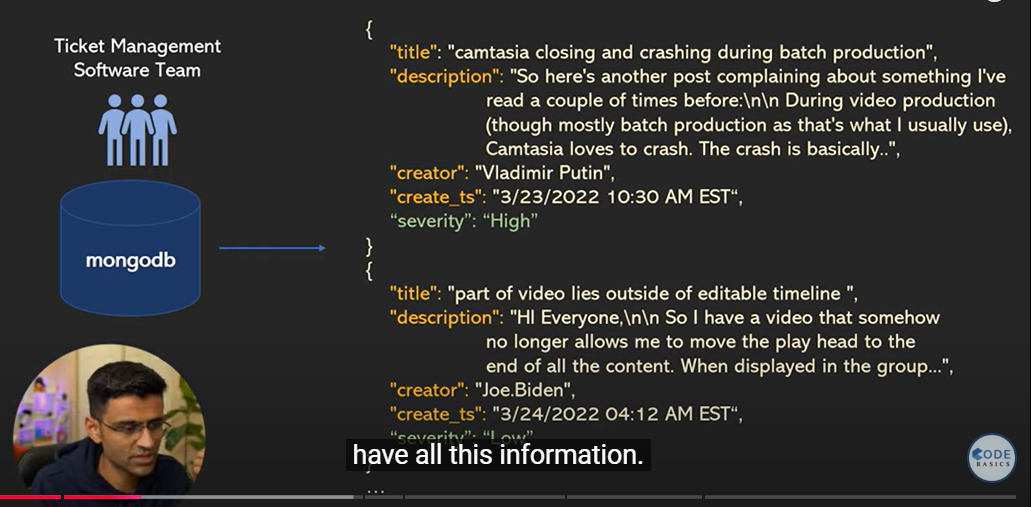 Ticket Management
Software Team
mongodb
{
"title": "camtasia closing and crashing during batch production",
"description": "So here's another post complaining about something I've
read a couple of times before:\n\n During video production
(though mostly batch production as that's what I usually use),
Camtasia loves to crash. The crash is basically..",
"creator": "Vladimir Putin",
"create_ts": "3/23/2022 10:30 AM EST“,
“severity”: “High”
}
{
"title": "part of video lies outside of editable timeline ",
"description": "HI Everyone,\n\n So I have a video that somehow
no longer allows me to move the play head to the
end of all the content. When displayed in the group...",
"creator": "Joe.Biden",
"create_ts": "3/24/2022 04:12 AM EST“,
“severity”: “Low”
have all this information.
}
...
CODE
BASICS